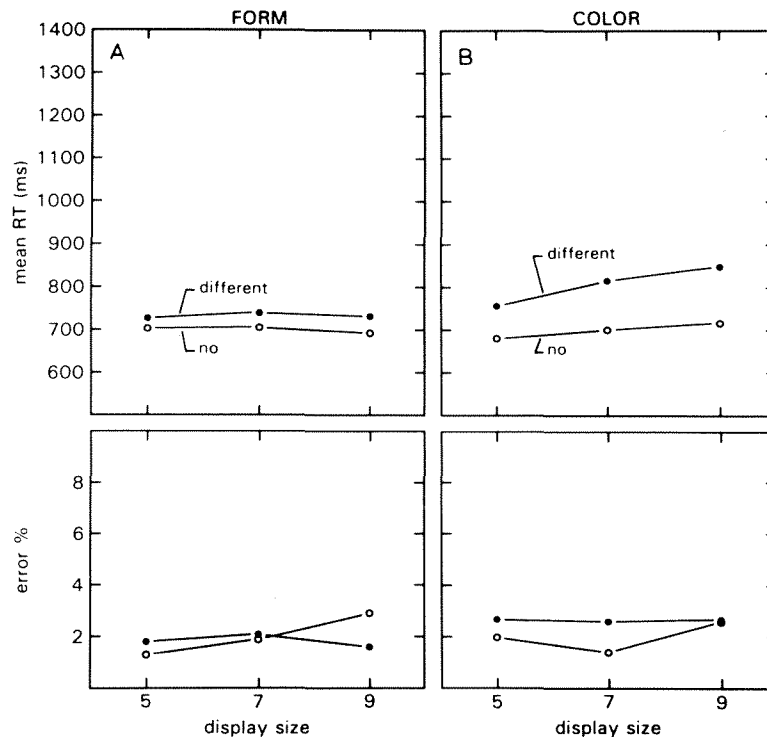 FORM
COLOR
A
B
1400
1300
1200
1100
1000
900
800
700
600
mean RT (ms)
different
no
different
no
8
6
4
2
error %
5 7 9
5 7 9
display size
display size